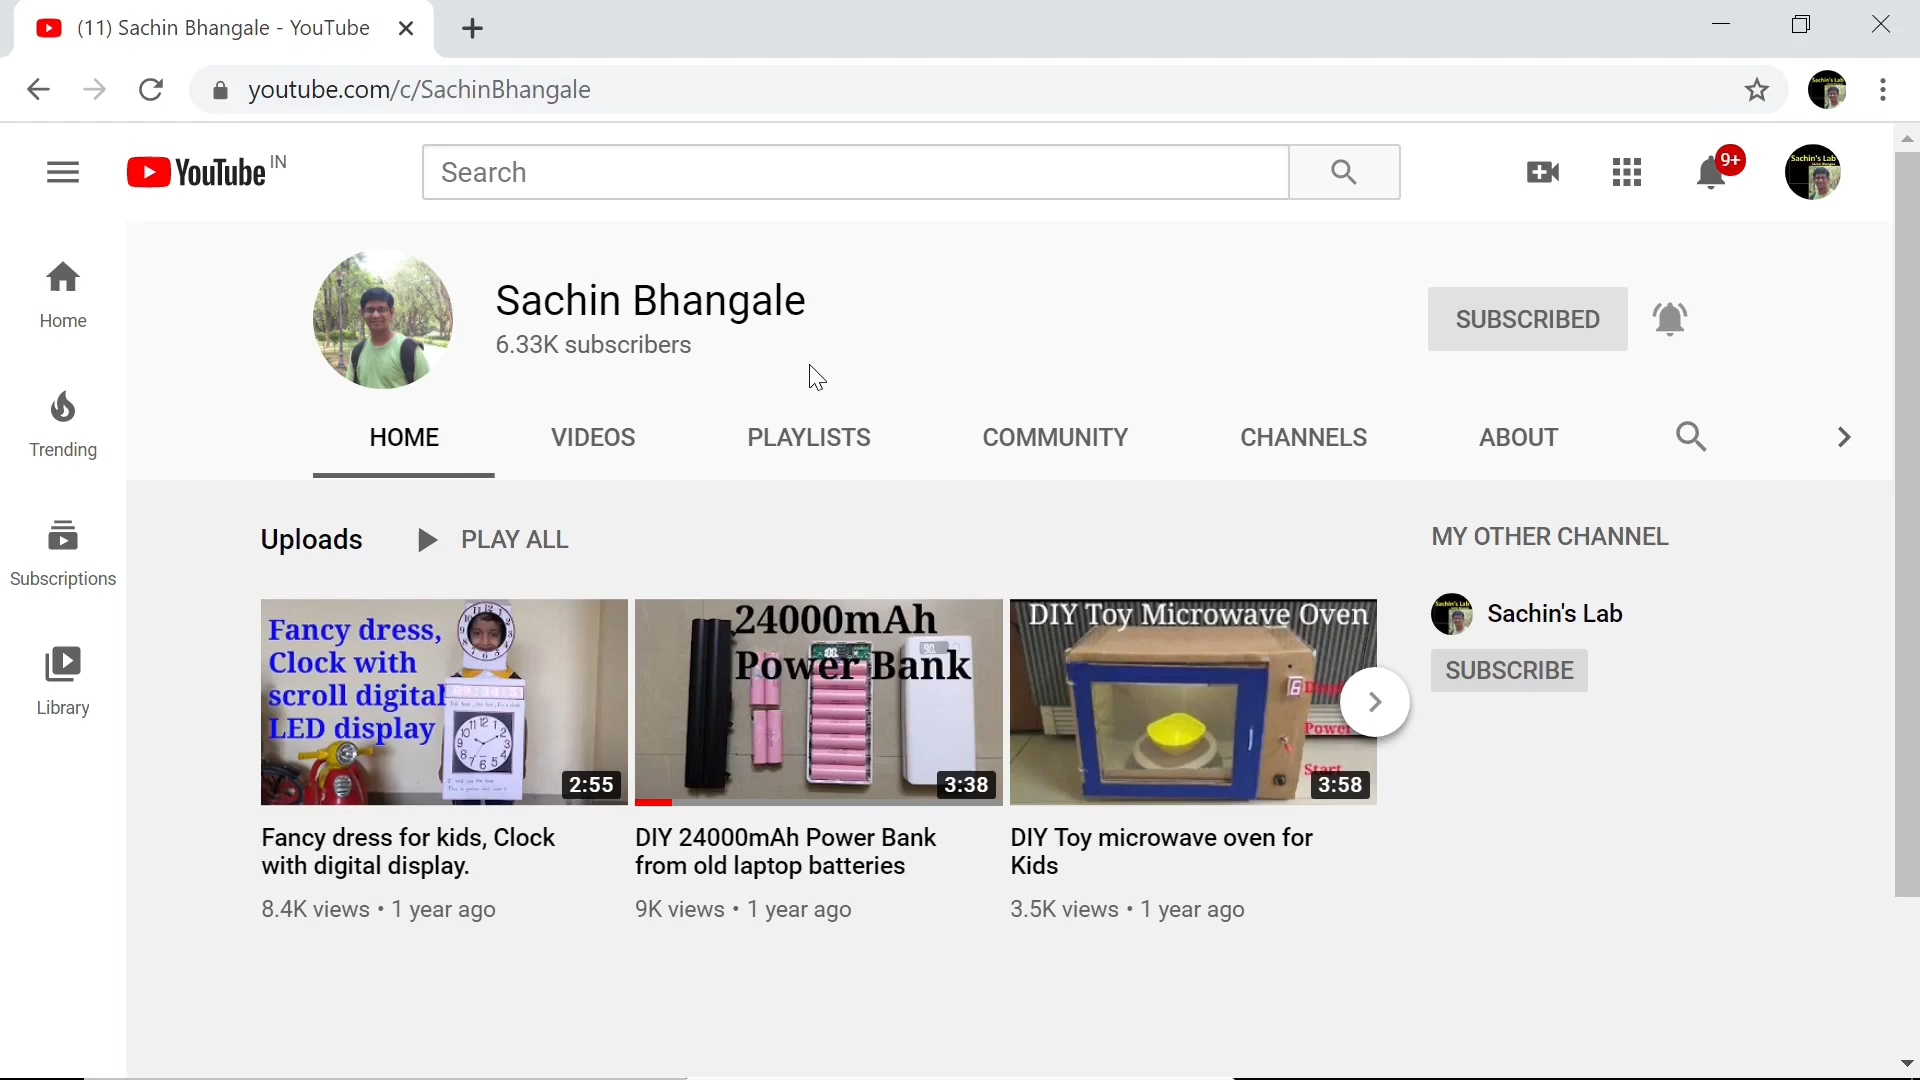 (11) Sachin Bhangale - YouTube
youtube.com/c/SachinBhangale
YouTube IN
Search
9+
Sachin's Lab
Home
Trending
Subscriptions
Library
Sachin Bhangale
6.33K subscribers
SUBSCRIBED
HOME VIDEOS PLAYLISTS COMMUNITY CHANNELS ABOUT
Uploads PLAY ALL
Fancy dress,
Clock with
scroll digital
LED display
2:55
24000mAh
Power Bank
3:38
DIY Toy Microwave Oven
Power
Start
3:58
Fancy dress for kids, Clock
with digital display.
8.4K views • 1 year ago
DIY 24000mAh Power Bank
from old laptop batteries
9K views • 1 year ago
DIY Toy microwave oven for
Kids
3.5K views • 1 year ago
MY OTHER CHANNEL
Sachin's Lab
SUBSCRIBE